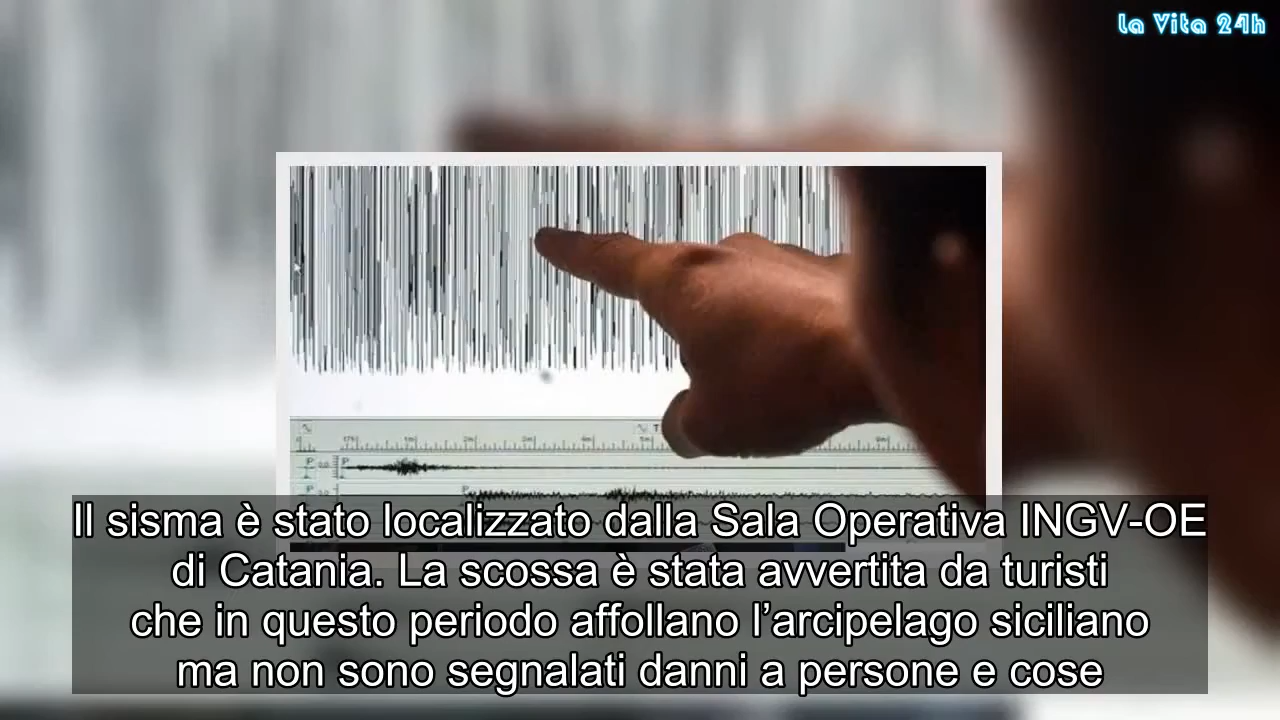 La Vita 24h
Il sisma è stato localizzato dalla Sala Operativa INGV-OE
di Catania. La scossa è stata avvertita da turisti
che in questo periodo affollano l’arcipelago siciliano
ma non sono segnalati danni a persone e cose